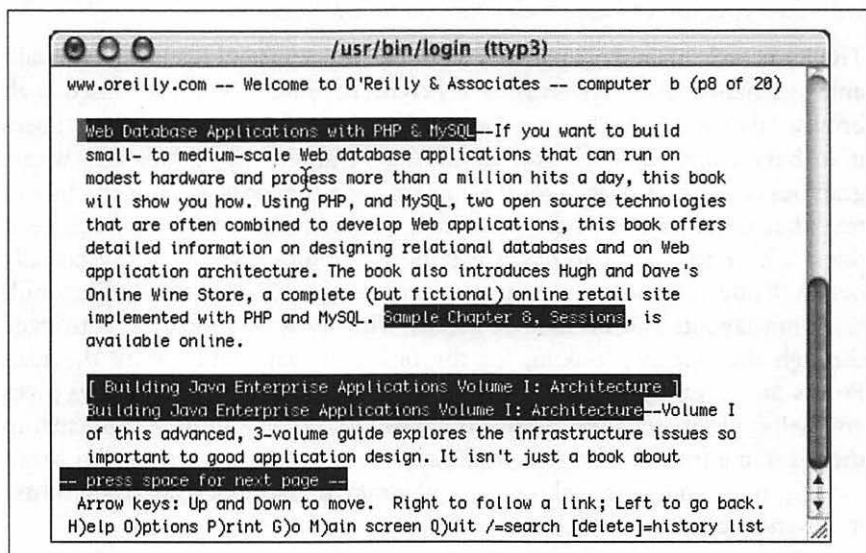 /usr/bin/login (ttyp3)
www.oreilly.com -- Welcome to O'Reilly & Associates -- computer b (p8 of 20)
Web Database Applications with PHP & MySQL--If you want to build
small- to medium-scale Web database applications that can run on
modest hardware and process more than a million hits a day, this book
will show you how. Using PHP, and MySQL, two open source technologies
that are often combined to develop Web applications, this book offers
detailed information on designing relational databases and on Web
application architecture. The book also introduces Hugh and Dave's
Online Wine Store, a complete (but fictional) online retail site
implemented with PHP and MySQL. Sample Chapter 8, Sessions, is
available online.
[ Building Java Enterprise Applications Volume I: Architecture ]
Building Java Enterprise Applications Volume I: Architecture--Volume I
of this advanced, 3-volume guide explores the infrastructure issues so
important to good application design. It isn't just a book about
-- press space for next page --
Arrow keys: Up and Down to move. Right to follow a link; Left to go back.
H)elp O)ptions P)rint G)o M)ain screen Q)uit /=search [delete]=history list